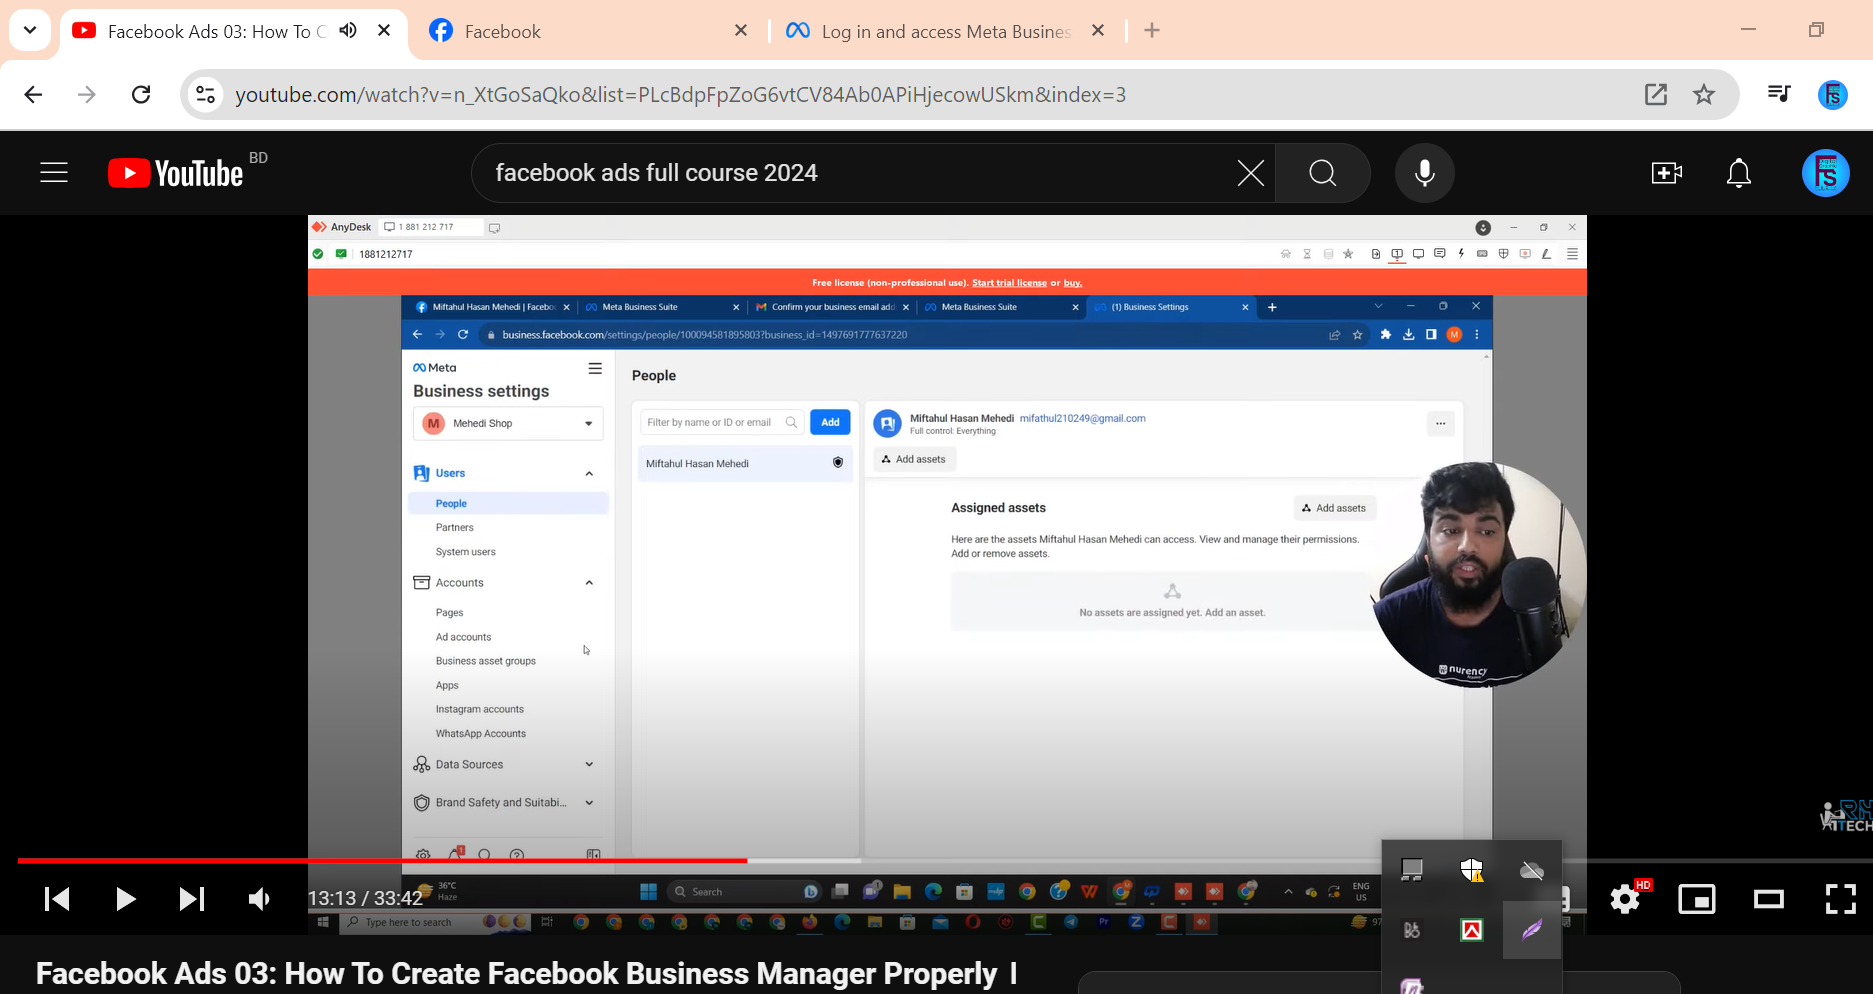 Facebook Ads 03: How To C
Facebook
Log in and access Meta Busines
youtube.com/watch?v=n_XtGoSaQko&list=PLcBdpFpZoG6vtCV84Ab0APiHjecowUSkm&index=3
YouTube BD
facebook ads full course 2024
AnyDesk 1 881 212 717
1881212717
Free license (non-professional use). Start trial license or buy.
Miftahul Hasan Mehedi | Facebo
Meta Business Suite
Confirm your business email add
Meta Business Suite
(1) Business Settings
business.facebook.com/settings/people/100094581895803?business_id=1497691777637220
M
Meta
Business settings
M Mehedi Shop
Users
People
Partners
System users
Accounts
Pages
Ad accounts
Business asset groups
Apps
Instagram accounts
WhatsApp Accounts
Data Sources
Brand Safety and Suitabi...
1
People
Filter by name or ID or email
Add
Miftahul Hasan Mehedi
Miftahul Hasan Mehedi mifathul210249@gmail.com
Full control: Everything
Add assets
Assigned assets
Add assets
Here are the assets Miftahul Hasan Mehedi can access. View and manage their permissions.
Add or remove assets.
No assets are assigned yet. Add an asset.
nurency
RH
ITTECH
36°C
Haze
Search
ENG
US
13:13 / 33:42
HD
Type here to search
97
Facebook Ads 03: How To Create Facebook Business Manager Properly |